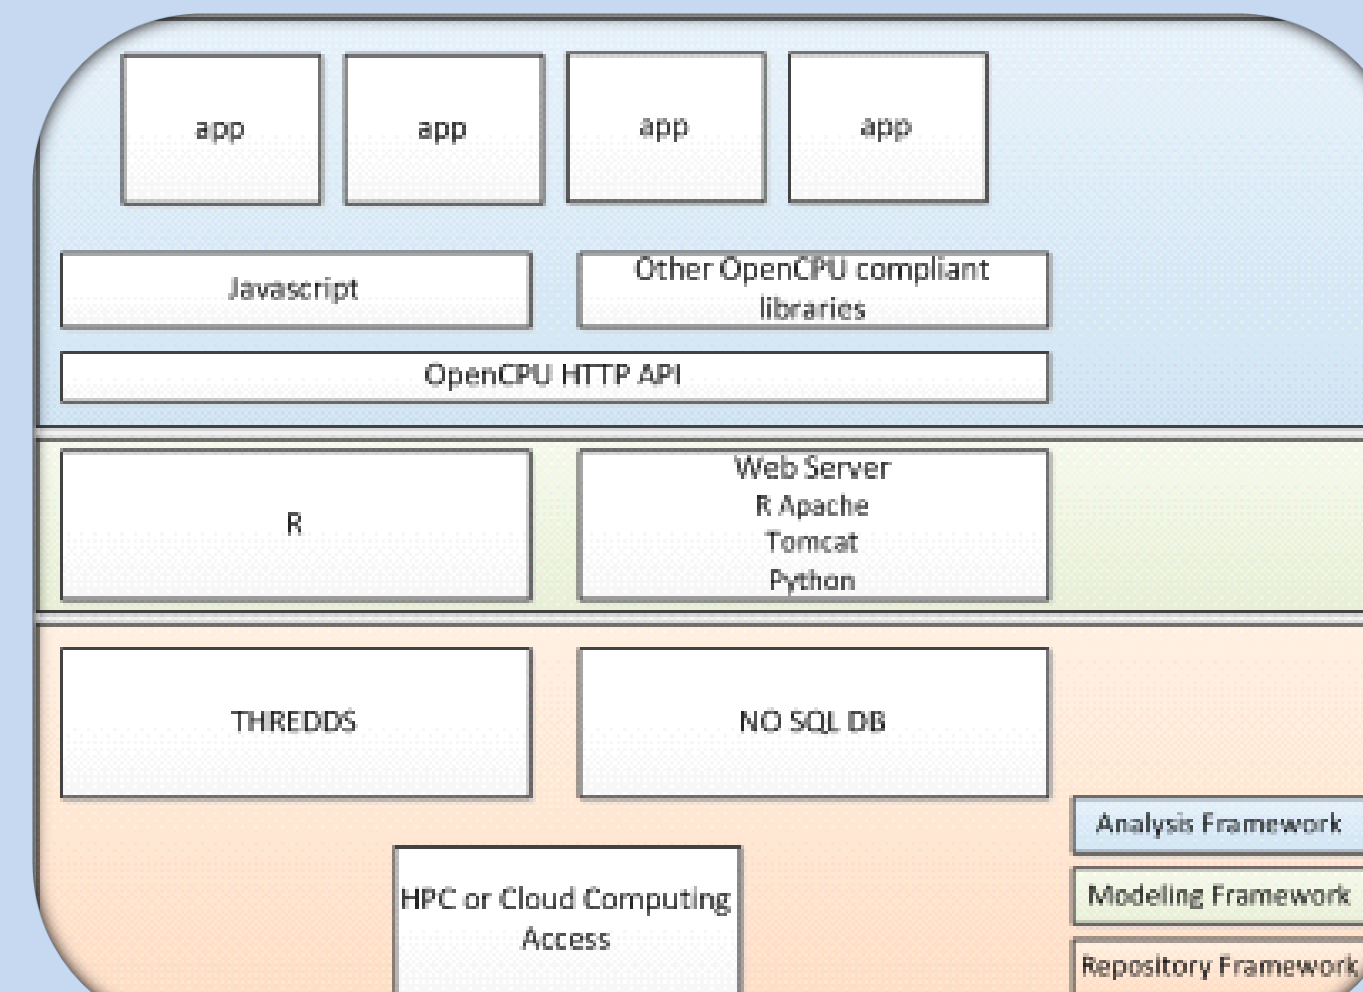 app
app
app
app
Javascript
Other OpenCPU compliant
libraries
OpenCPU HTTP API
R
Web Server
R Apache
Tomcat
Python
THREDDS
NO SQL DB
Analysis Framework
HPC or Cloud Computing
Access
Modeling Framework
Repository Framework